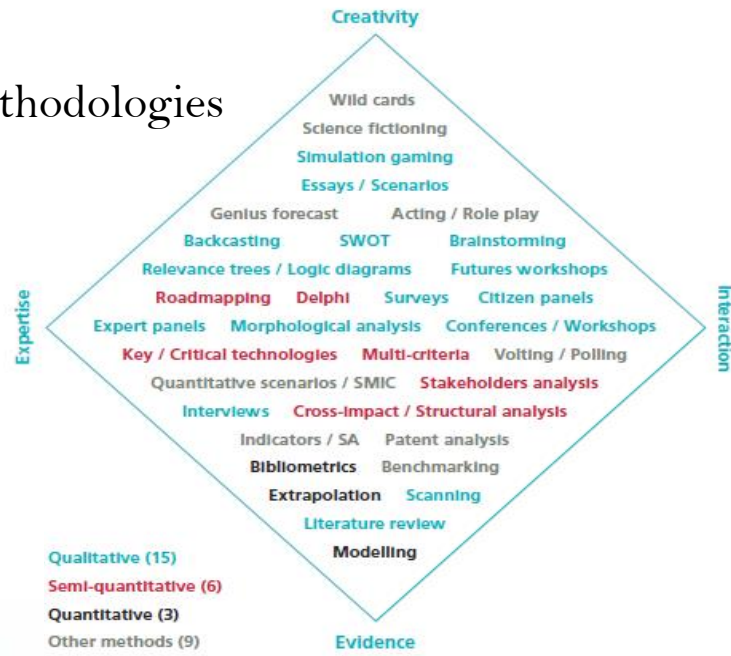 Creativity
thodologies
Wild cards
Science fictioning
Simulation gaming
Essays / Scenarios
Genius forecast Acting / Role play
Backcasting SWOT Brainstorming
Relevance trees / Logic diagrams Futures workshops
Roadmapping Delphi Surveys Citizen panels
Expertise
Interaction
Expert panels Morphological analysis Conferences / Workshops
Key / Critical technologies Multi-criteria Volting / Polling
Quantitative scenarios / SMIC Stakeholders analysis
Interviews Cross-impact / Structural analysis
Indicators / SA Patent analysis
Bibliometrics Benchmarking
Extrapolation Scanning
Literature review
Modelling
Qualitative (15)
Semi-quantitative (6)
Quantitative (3)
Other methods (9)
Evidence